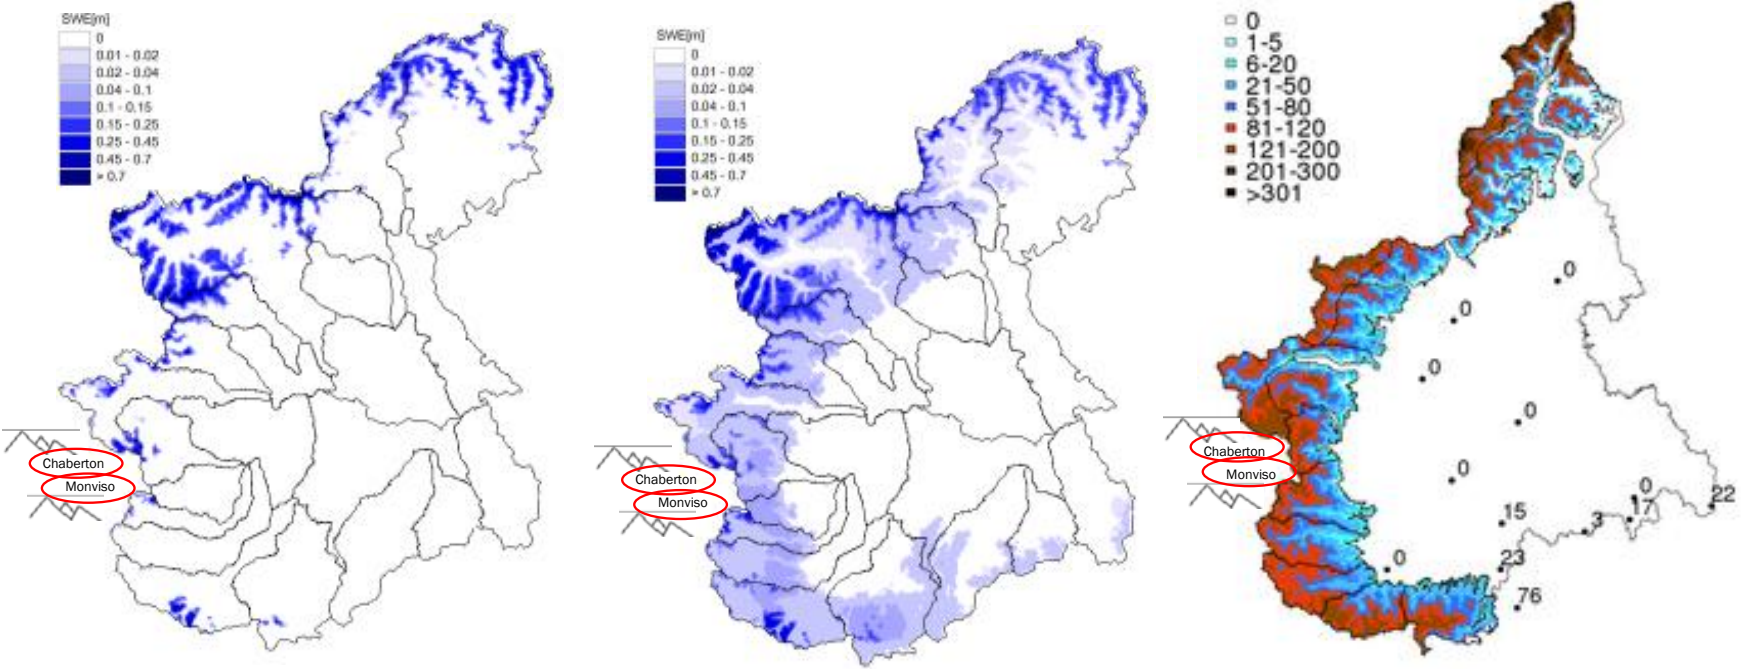 SWE[m]
0
0.01 - 0.02
0.02 - 0.04
0.04 - 0.1
0.1 - 0.15
0.15 - 0.25
0.25 - 0.45
0.45 - 0.7
> 0.7
Chaberton
Monviso
SWE[m]
0
0.01 - 0.02
0.02 - 0.04
0.04 - 0.1
0.1 - 0.15
0.15 - 0.25
0.25 - 0.45
0.45 - 0.7
> 0.7
Chaberton
Monviso
0
1-5
6-20
21-50
51-80
81-120
121-200
201-300
>301
0
0
0
0
Chaberton
Monviso
0
0
22
17
15
3
23
0
76